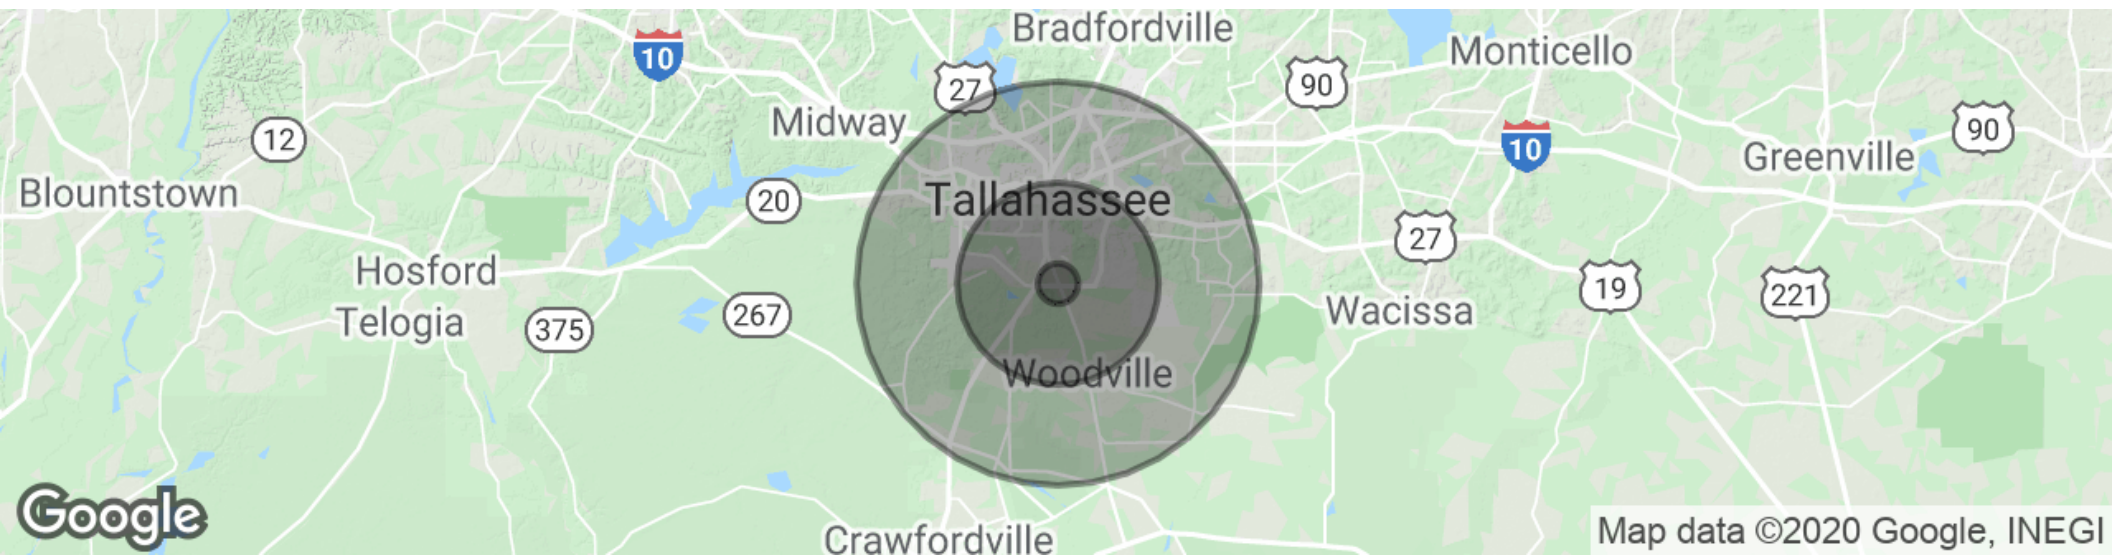 Bradfordville
Monticello
10
27
90
Midway
12
90
10
Greenville
Blountstown
20
Tallahassee
27
Hosford
19
221
Telogia
375
267
Wacissa
Woodville
Google
Crawfordville
Map data ©2020 Google, INEGI